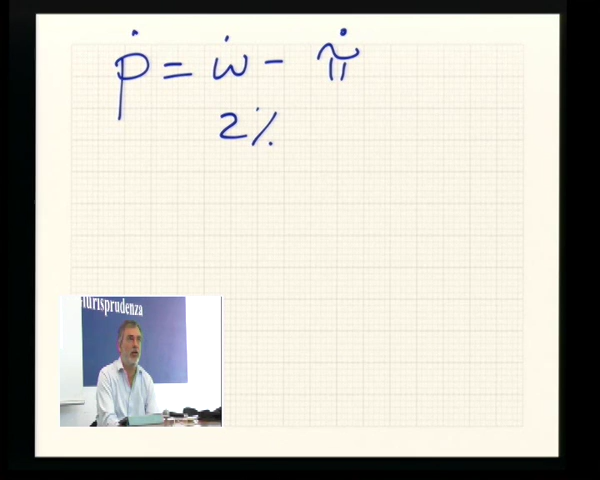 ṗ = ẇ - π̇
2%
iurisprudenza